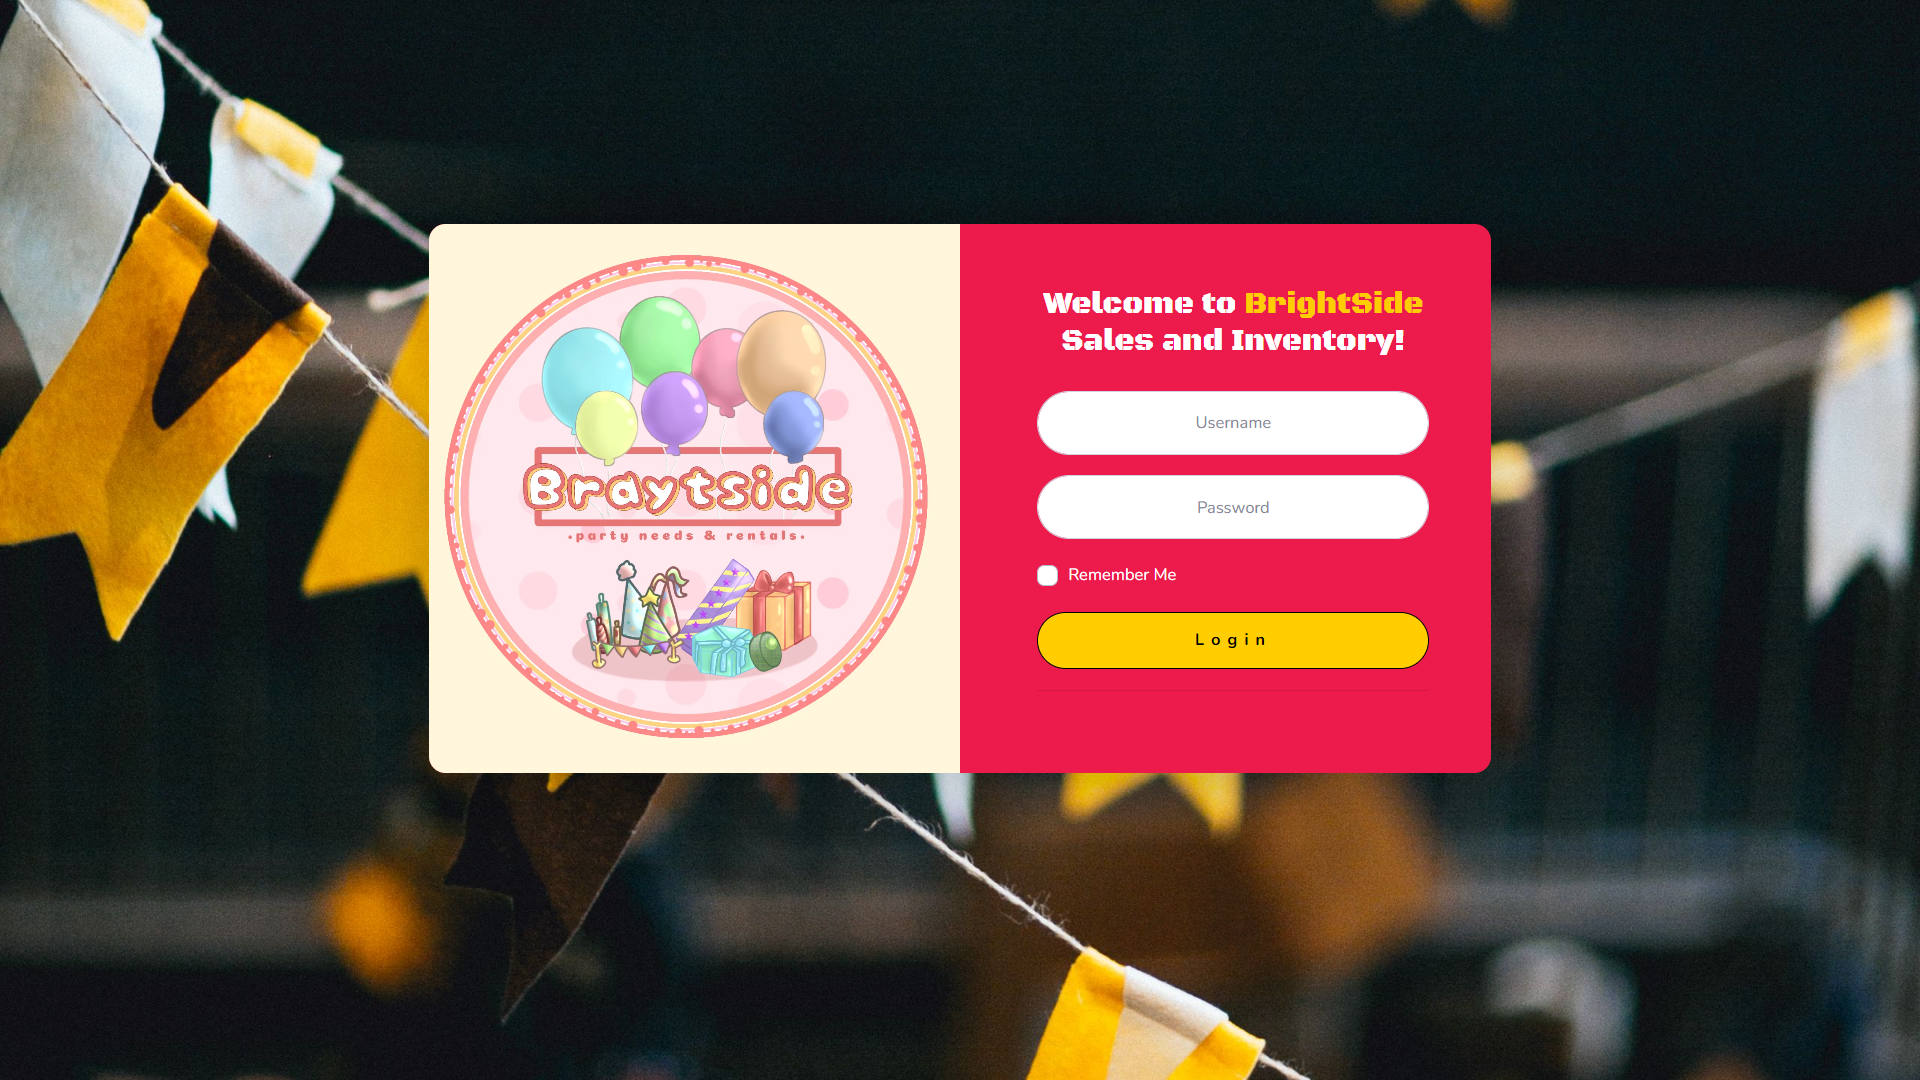 Braytside
·party needs & rentals·
Welcome to BrightSide
Sales and Inventory!
Username
Password
Remember Me
Login